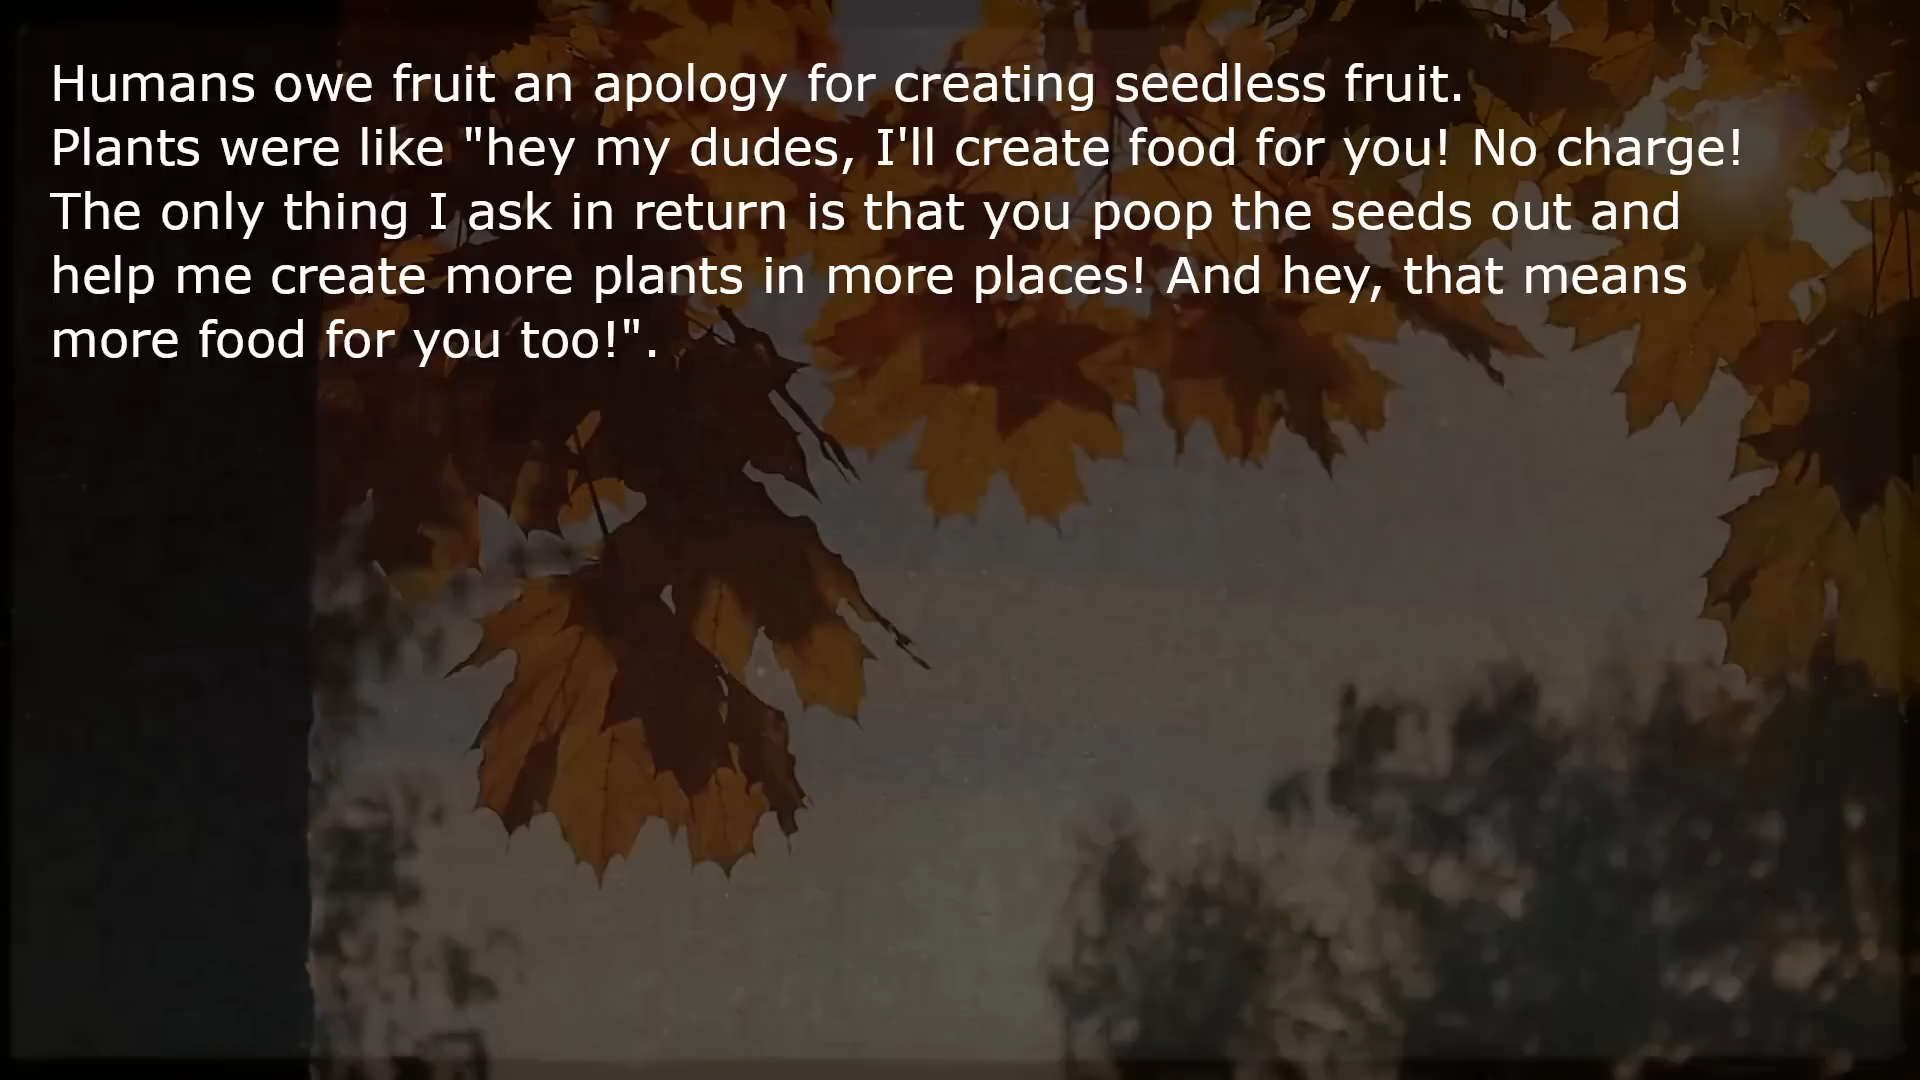 Humans owe fruit an apology for creating seedless fruit.
Plants were like "hey my dudes, I'll create food for you! No charge!
The only thing I ask in return is that you poop the seeds out and
help me create more plants in more places! And hey, that means
more food for you too!".